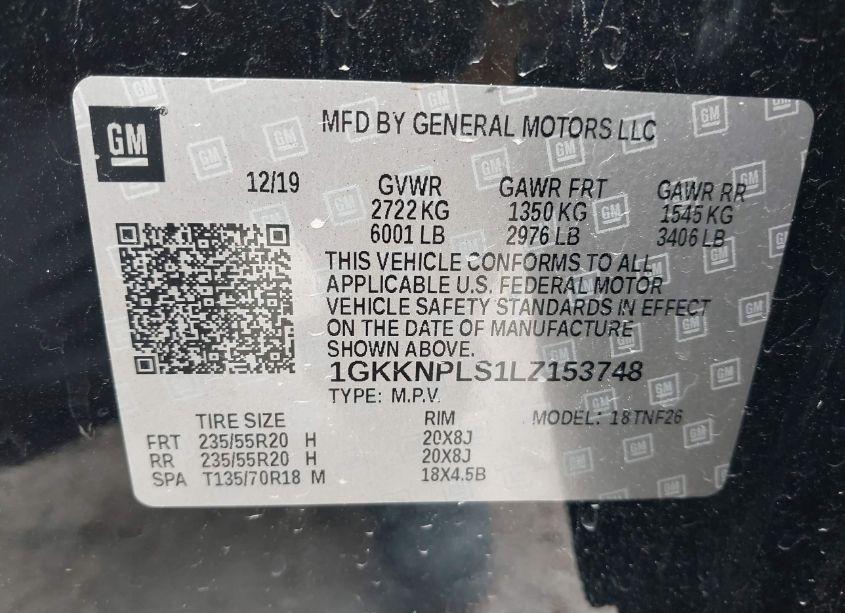 GM
MFD BY GENERAL MOTORS LLC
12/19 GVWR GAWR FRT GAWR RR
2722 KG 1350 KG 1545 KG
6001 LB 2976 LB 3406 LB
THIS VEHICLE CONFORMS TO ALL
APPLICABLE U.S. FEDERAL MOTOR
VEHICLE SAFETY STANDARDS IN EFFECT
ON THE DATE OF MANUFACTURE
SHOWN ABOVE.
1GKKNPLS1LZ153748
TYPE: M.P.V.
TIRE SIZE RIM MODEL: 18TNF26
FRT 235/55R20 H 20X8J
RR 235/55R20 H 20X8J
SPA T135/70R18 M 18X4.5B